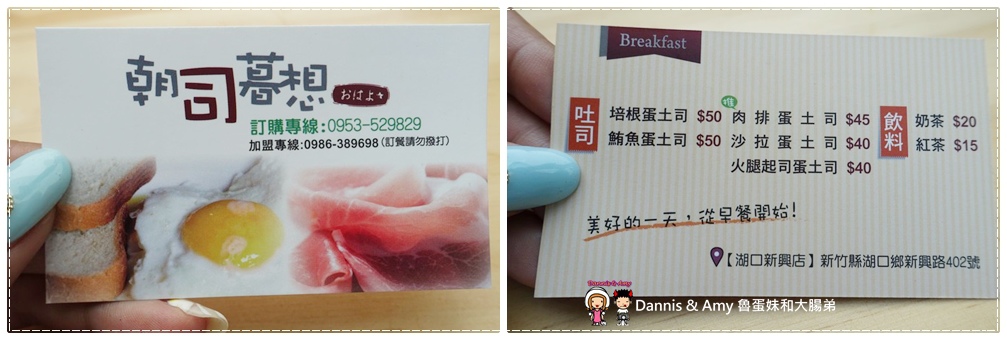 朝司暮想
おはよ
訂購專線:0953-529829
加盟專線:0986-389698(訂餐請勿撥打)
Breakfast
吐司
推
培根蛋土司 $50
鮪魚蛋土司 $50
肉排蛋土司 $45
沙拉蛋土司 $40
火腿起司蛋土司 $40
飲料
奶茶 $20
紅茶 $15
美好的一天，從早餐開始!
【湖口新興店】新竹縣湖口鄉新興路402號
Dannis & Amy
Dannis & Amy 魯蛋妹和大腸弟